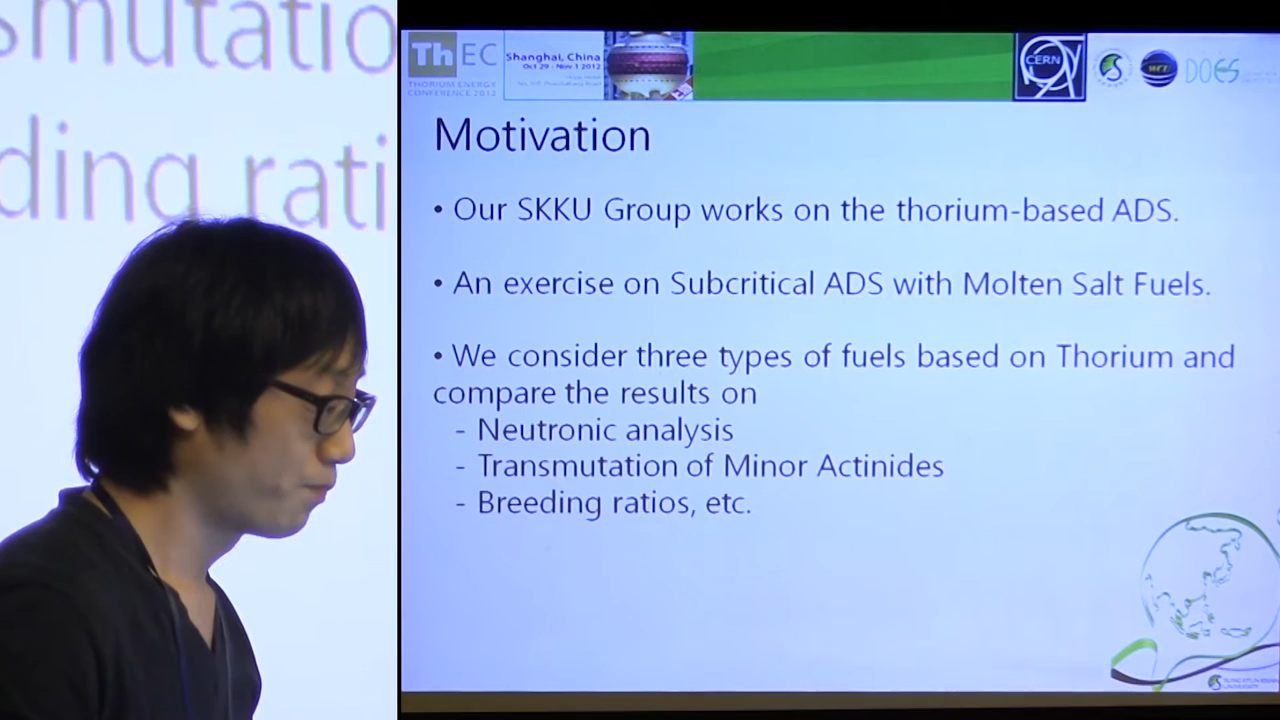 smutatio
ding rati
Th EC
THORIUM ENERGY
CONFERENCE 2012
Shanghai, China
Oct 29 - Nov 1 2012
CERN
DOES
Motivation
• Our SKKU Group works on the thorium-based ADS.
• An exercise on Subcritical ADS with Molten Salt Fuels.
• We consider three types of fuels based on Thorium and
compare the results on
- Neutronic analysis
- Transmutation of Minor Actinides
- Breeding ratios, etc.
UNIVERSITY